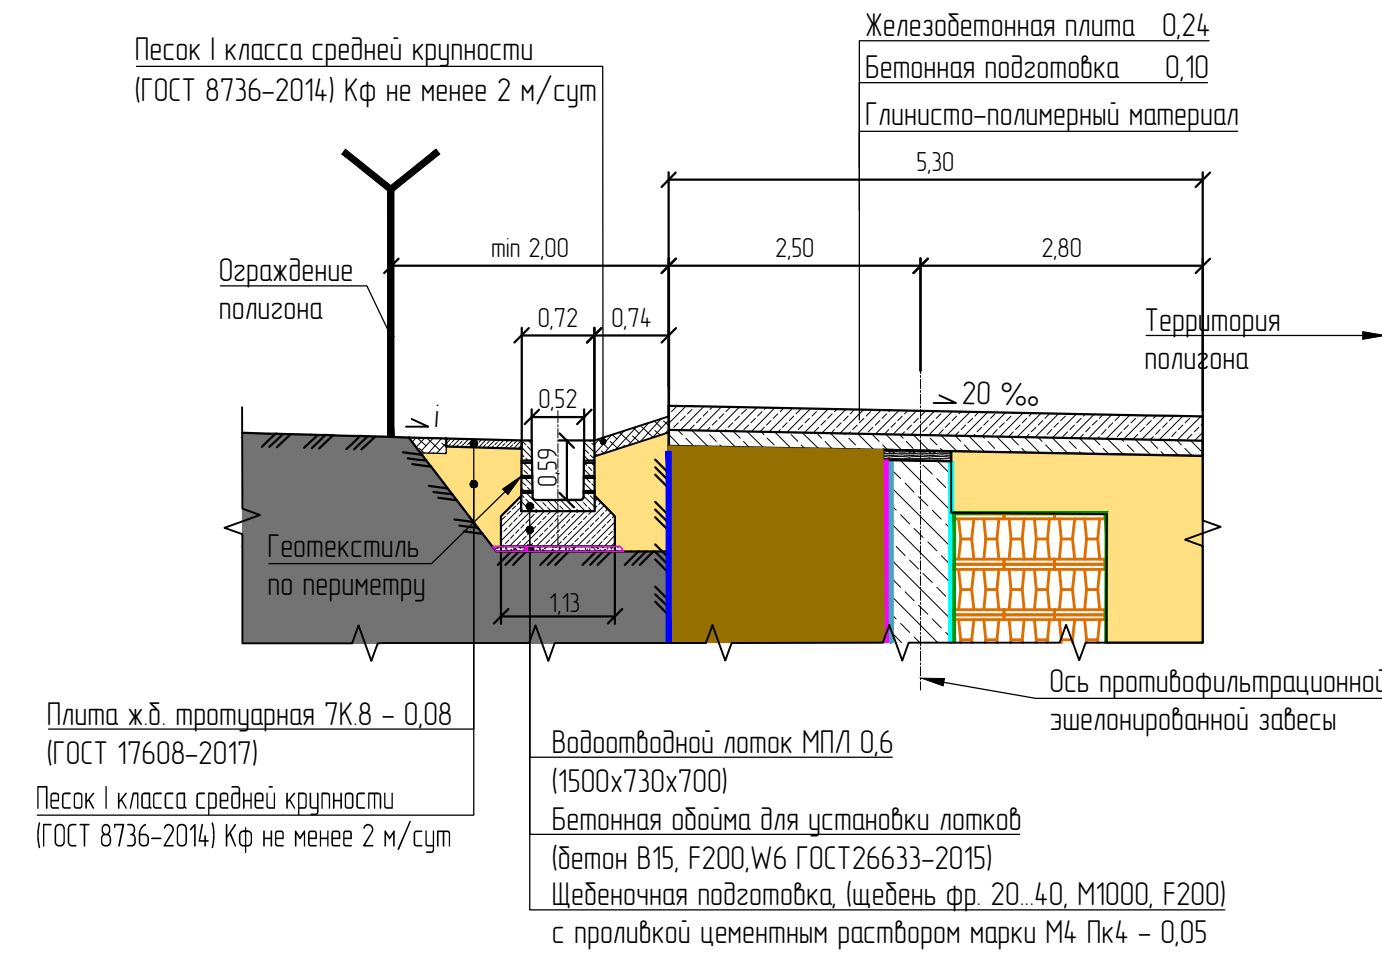 Железобетонная плита 0,24
Песок I класса средней крупности
Бетонная подготовка 0,10
(ГОСТ 8736-2014) Кф не менее 2 м/сут
Глинисто-полимерный материал
5,30
min 2,00
2,50
2,80
Ограждение
полигона
0,72
0,74
Территория
полигона
0,52
20 ‰
i
0,59
Геотекстиль
по периметру
1,13
Ось противофильтрационной
эшелонированной завесы
Плита ж.б. тротуарная 7К.8 - 0,08
(ГОСТ 17608-2017)
Водоотводной лоток МПЛ 0,6
(1500х730х700)
Песок I класса средней крупности
(ГОСТ 8736-2014) Кф не менее 2 м/сут
Бетонная обойма для установки лотков
(бетон В15, F200,W6 ГОСТ26633-2015)
Щебеночная подготовка, (щебень фр. 20...40, М1000, F200)
с проливкой цементным раствором марки М4 Пк4 - 0,05